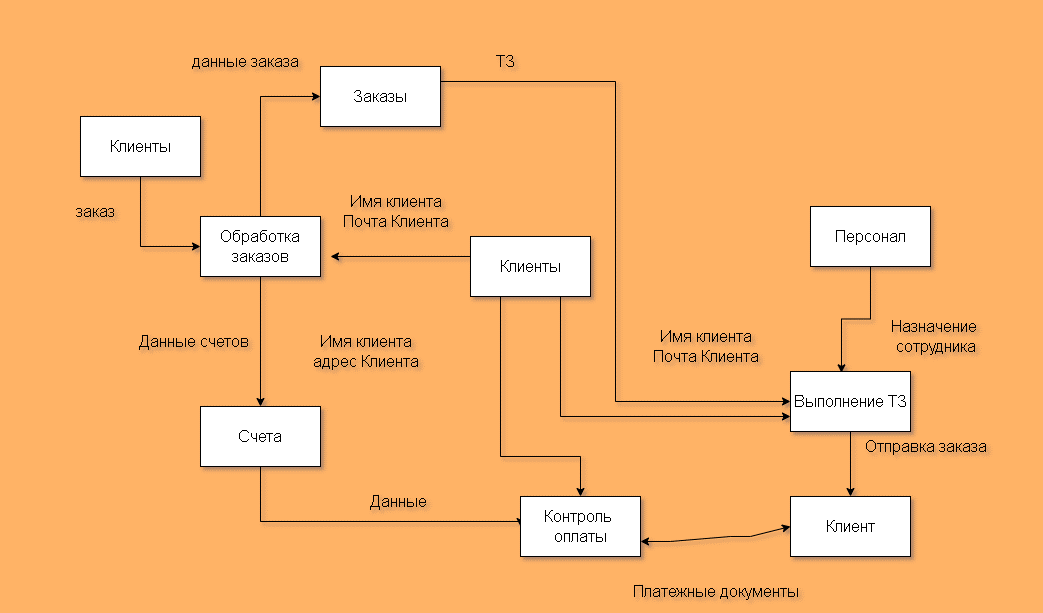 данные заказа
ТЗ
Заказы
Клиенты
заказ
Имя клиента
Почта Клиента
Обработка
заказов
Клиенты
Персонал
Данные счетов
Имя клиента
адрес Клиента
Имя клиента
Почта Клиента
Назначение
сотрудника
Выполнение ТЗ
Счета
Отправка заказа
Данные
Контроль
оплаты
Клиент
Платежные документы